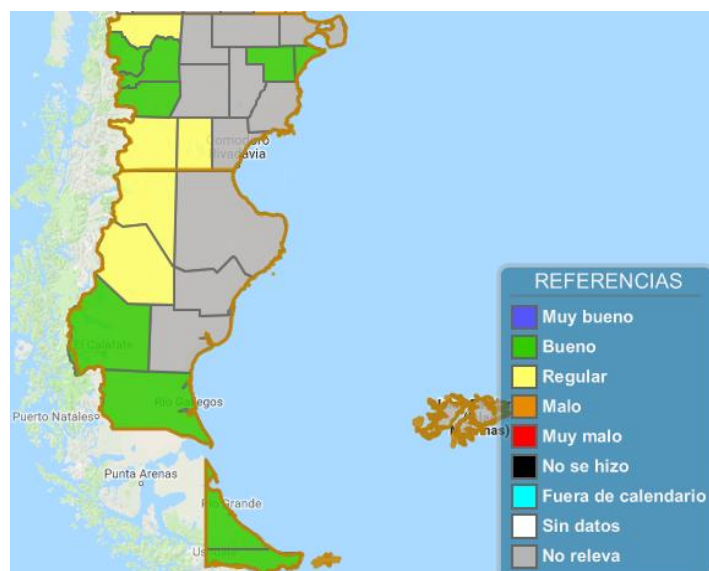 Comodoro
Rivadavia
El Calafate
Río Gallegos
Puerto Natales
Punta Arenas
Río Grande
Ushuaia
REFERENCIAS
Muy bueno
Bueno
Regular
Malo
Muy malo
No se hizo
Fuera de calendario
Sin datos
No releva